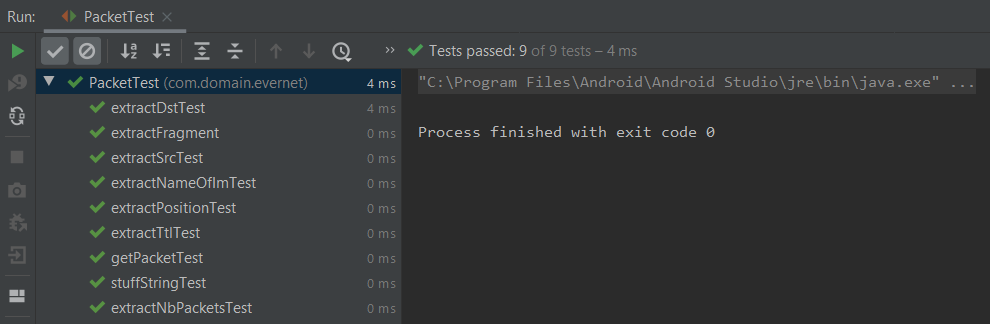 Run: PacketTest
Tests passed: 9 of 9 tests – 4 ms
PacketTest (com.domain.evernet) 4 ms
extractDstTest 4 ms
extractFragment 0 ms
extractSrcTest 0 ms
extractNameOfImTest 0 ms
extractPositionTest 0 ms
extractTtlTest 0 ms
getPacketTest 0 ms
stuffStringTest 0 ms
extractNbPacketsTest 0 ms
"C:\Program Files\Android\Android Studio\jre\bin\java.exe" ...
Process finished with exit code 0